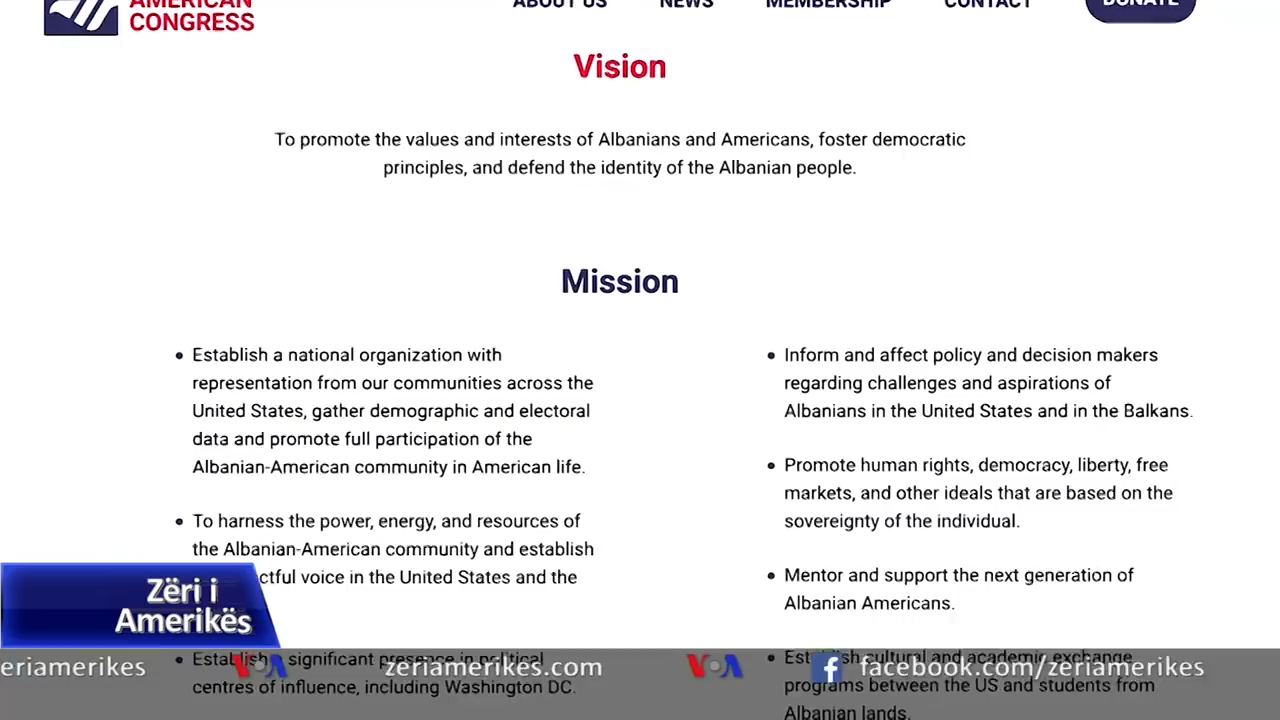 AMERICAN
CONGRESS
ABOUT US
NEWS
MEMBERSHIP
CONTACT
DONATE
Vision
To promote the values and interests of Albanians and Americans, foster democratic
principles, and defend the identity of the Albanian people.
Mission
Establish a national organization with
representation from our communities across the
United States, gather demographic and electoral
data and promote full participation of the
Albanian-American community in American life.
To harness the power, energy, and resources of
the Albanian-American community and establish
ctful voice in the United States and the
Establish significant presence in political
centres of influence, including Washington DC.
Inform and affect policy and decision makers
regarding challenges and aspirations of
Albanians in the United States and in the Balkans.
Promote human rights, democracy, liberty, free
markets, and other ideals that are based on the
sovereignty of the individual.
Mentor and support the next generation of
Albanian Americans.
Establish cultural and academic exchange
programs between the US and students from
Albanian lands.
Zëri i
Amerikës
eriamerikes
VOA
zeriamerikes.com
VOA
facebook.com/zeriamerikes